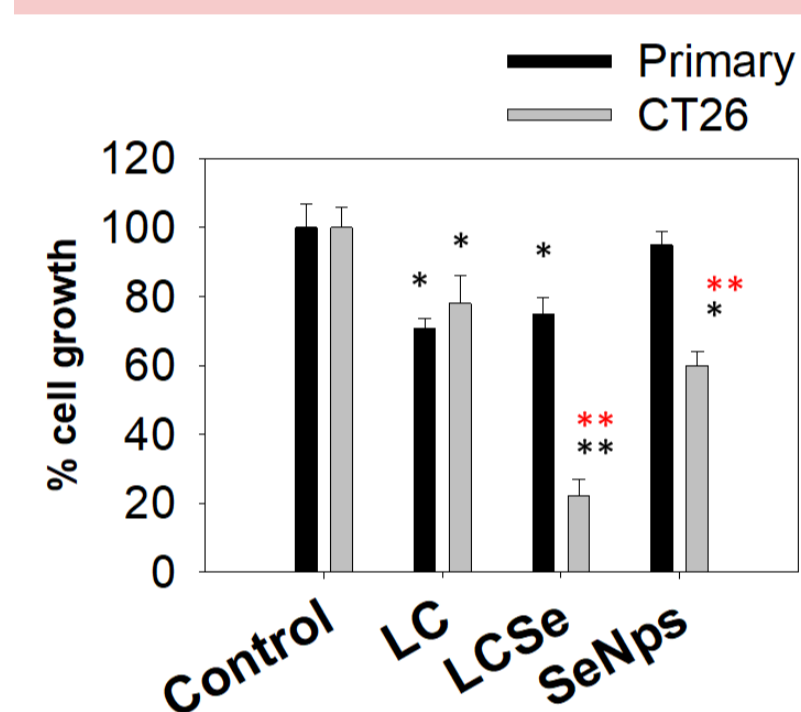 Primary
CT26
120
100
80
60
40
20
0
% cell growth
*
*
*
**
**
**
*
Control
LC
LCSe
SeNps